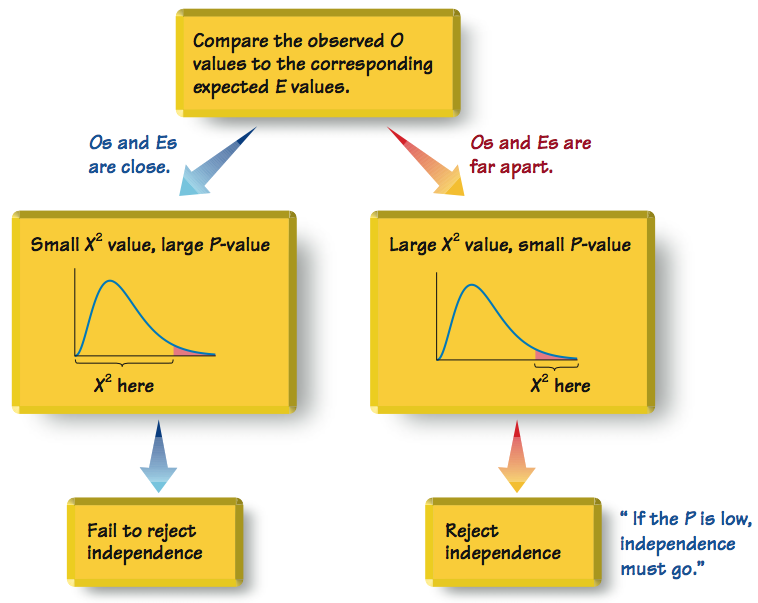 Compare the observed O
values to the corresponding
expected E values.
Os and Es
are close.
Os and Es are
far apart.
Small X² value, large P-value
X² here
Large X² value, small P-value
X² here
Fail to reject
independence
Reject
independence
“ If the P is low,
independence
must go.”